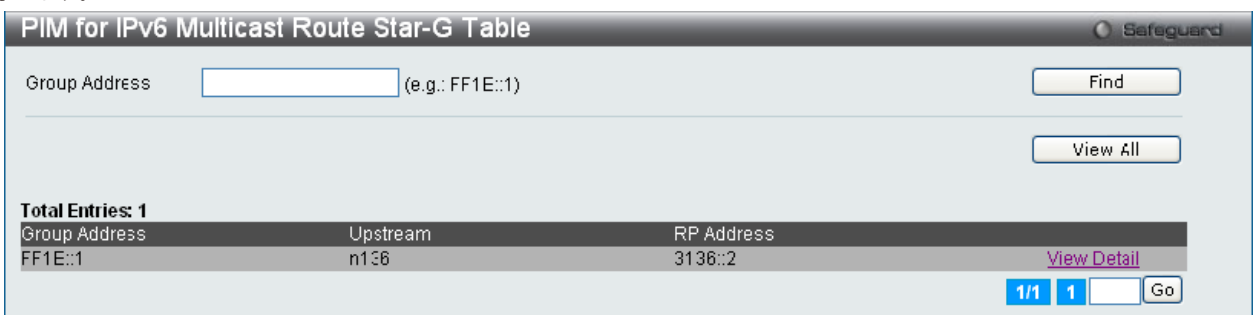 PIM for IPv6 Multicast Route Star-G Table
Safeguard
Group Address (e.g.: FF1E::1) Find
View All
Total Entries: 1
Group Address Upstream RP Address
FF1E::1 n136 3136::2 View Detail
1/1 1 Go